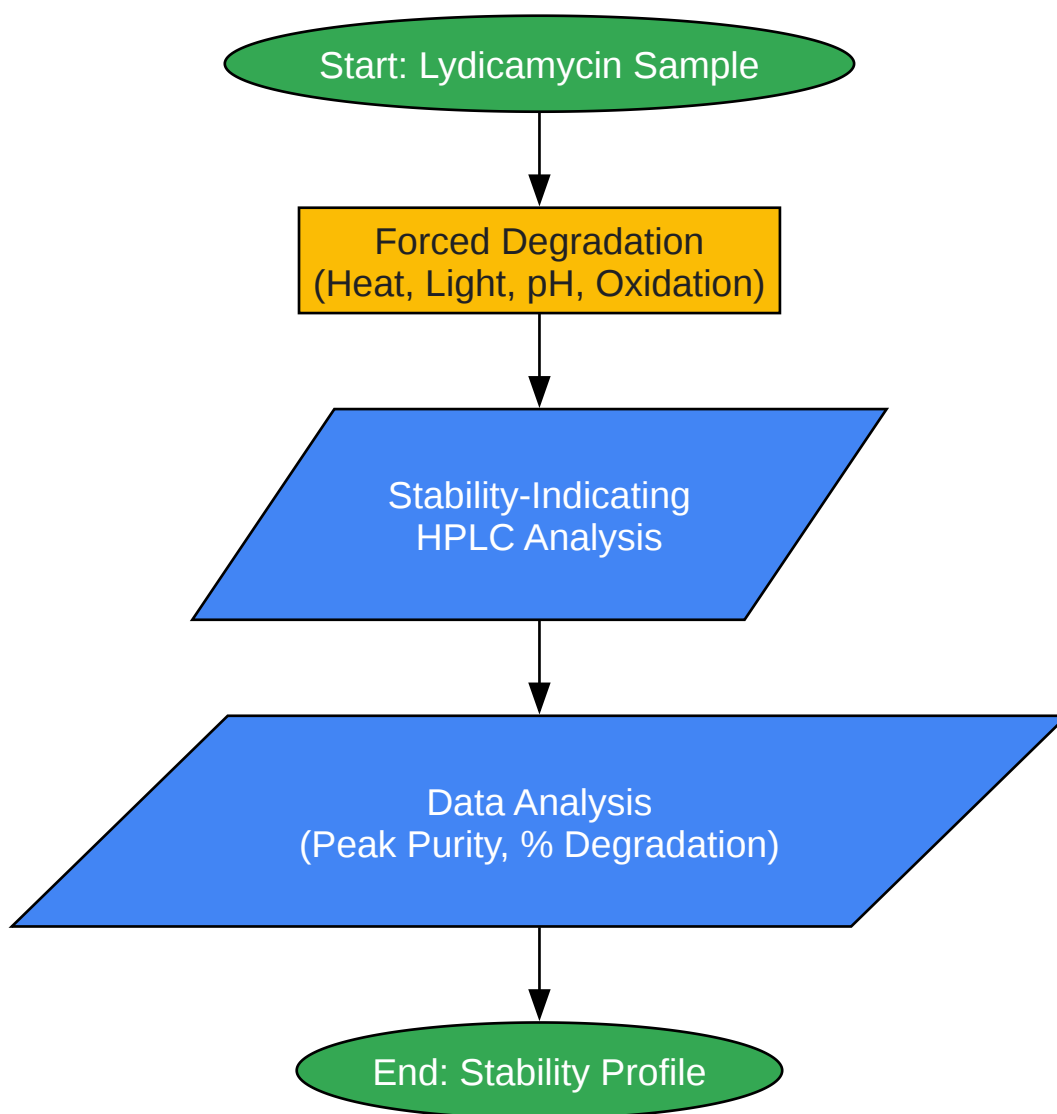 Start: Lydicamycin Sample
Forced Degradation
(Heat, Light, pH, Oxidation)
Stability-Indicating
HPLC Analysis
Data Analysis
(Peak Purity, % Degradation)
End: Stability Profile